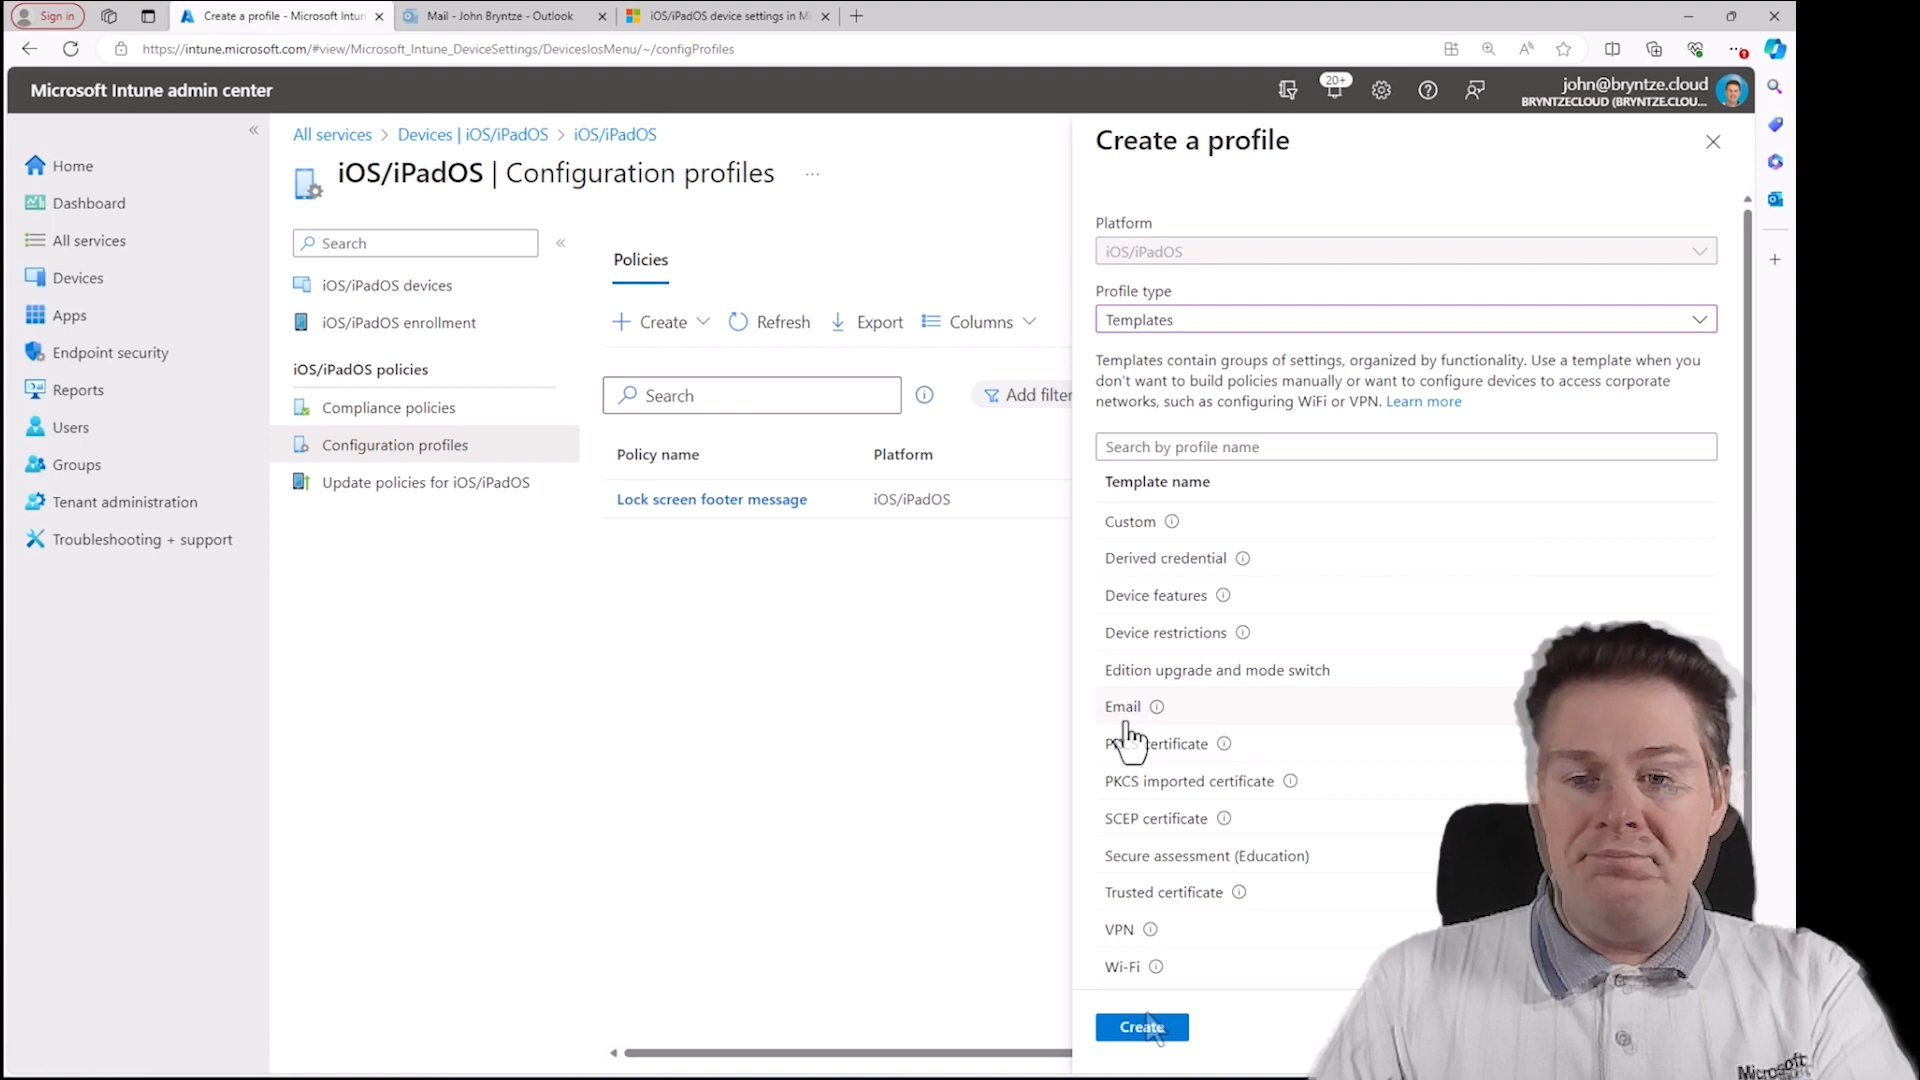 Sign in
Create a profile - Microsoft Intun
Mail - John Bryntze - Outlook
iOS/iPadOS device settings in M
https://intune.microsoft.com/#view/Microsoft_Intune_DeviceSettings/DevicesIosMenu/~/configProfiles
Microsoft Intune admin center
20+
john@bryntze.cloud
BRYNTZECLOUD (BRYNTZE.CLOU...
Home
Dashboard
All services
Devices
Apps
Endpoint security
Reports
Users
Groups
Tenant administration
Troubleshooting + support
All services > Devices | iOS/iPadOS > iOS/iPadOS
iOS/iPadOS | Configuration profiles ...
Search
iOS/iPadOS devices
iOS/iPadOS enrollment
iOS/iPadOS policies
Compliance policies
Configuration profiles
Update policies for iOS/iPadOS
Policies
Create
Refresh
Export
Columns
Search
Add filter
Policy name
Platform
Lock screen footer message
iOS/iPadOS
Create a profile
Platform
iOS/iPadOS
Profile type
Templates
Templates contain groups of settings, organized by functionality. Use a template when you
don't want to build policies manually or want to configure devices to access corporate
networks, such as configuring WiFi or VPN. Learn more
Search by profile name
Template name
Custom
Derived credential
Device features
Device restrictions
Edition upgrade and mode switch
Email
certificate
PKCS imported certificate
SCEP certificate
Secure assessment (Education)
Trusted certificate
VPN
Wi-Fi
Create
Microsoft